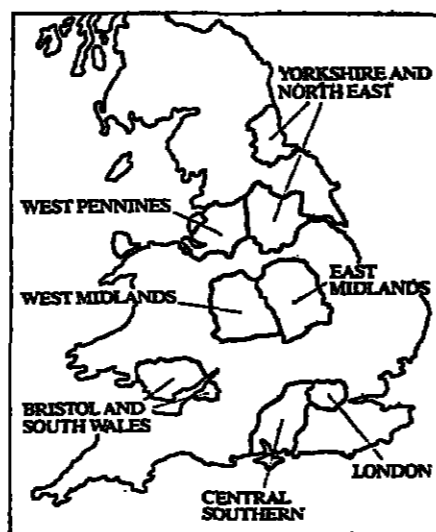 YORKSHIRE AND
NORTH EAST
WEST PENNINES
WEST MIDLANDS
EAST
MIDLANDS
BRISTOL AND
SOUTH WALES
LONDON
CENTRAL
SOUTHERN